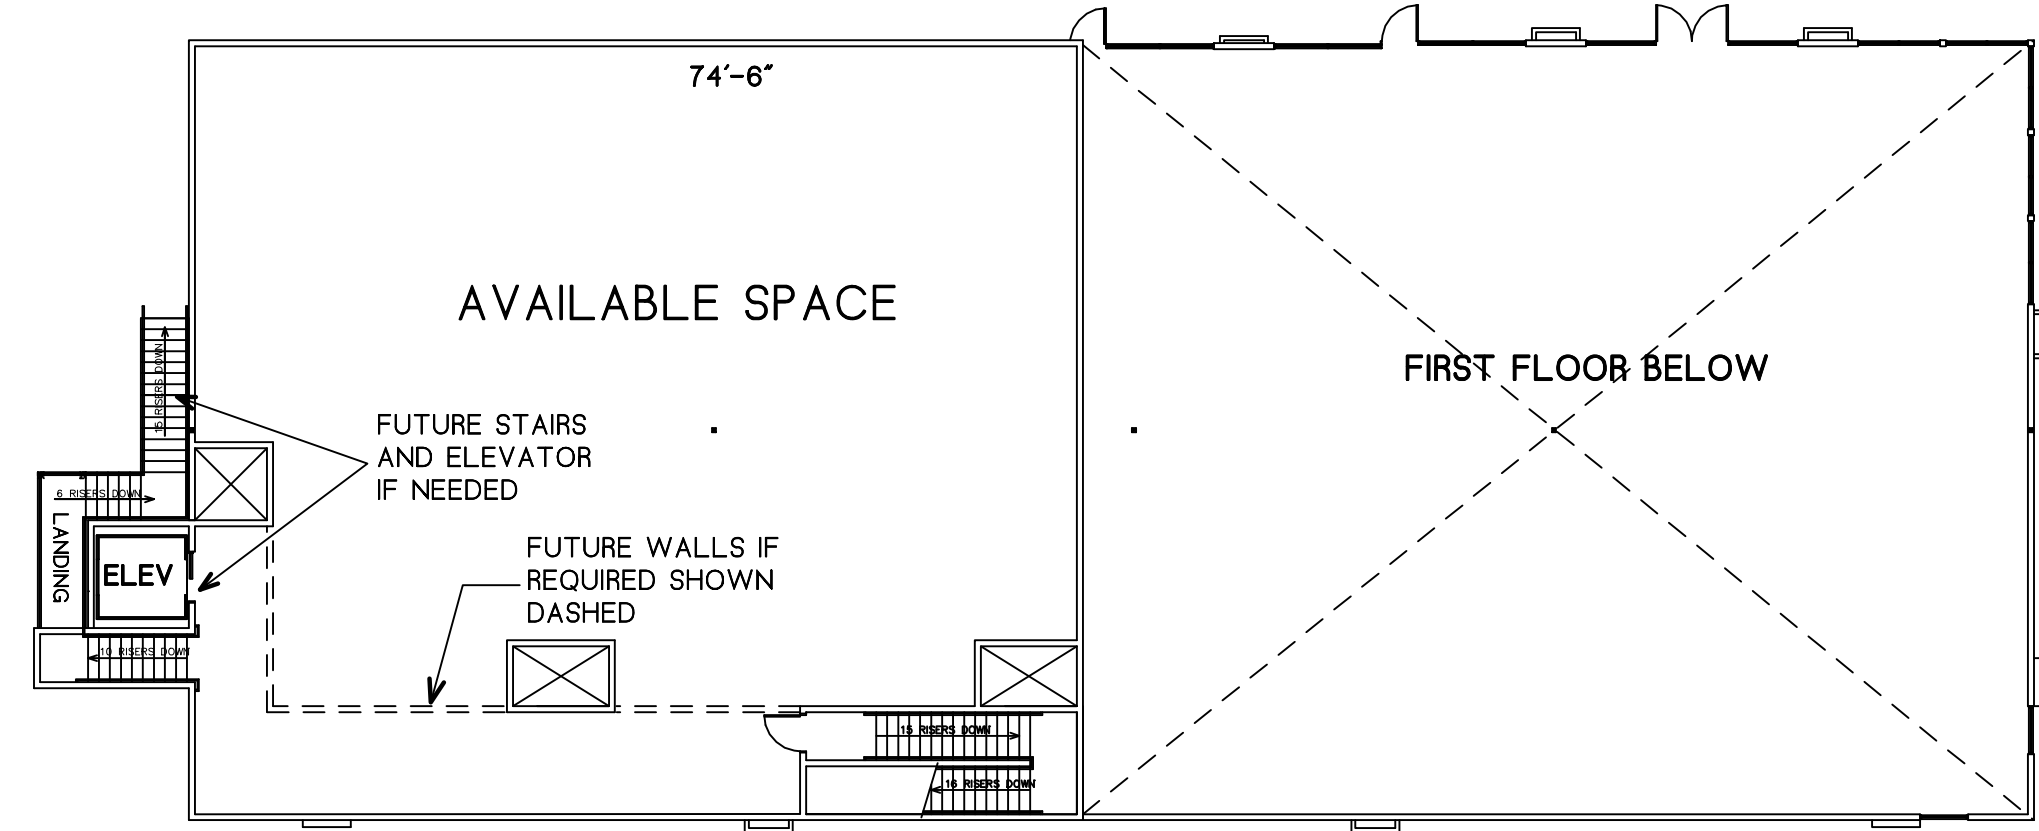 74'-6"
AVAILABLE SPACE
FIRST FLOOR BELOW
15 RISERS DOWN
FUTURE STAIRS
AND ELEVATOR
IF NEEDED
6 RISERS DOWN
LANDING
ELEV
FUTURE WALLS IF
REQUIRED SHOWN
DASHED
10 RISERS DOWN
15 RISERS DOWN
16 RISERS DOWN